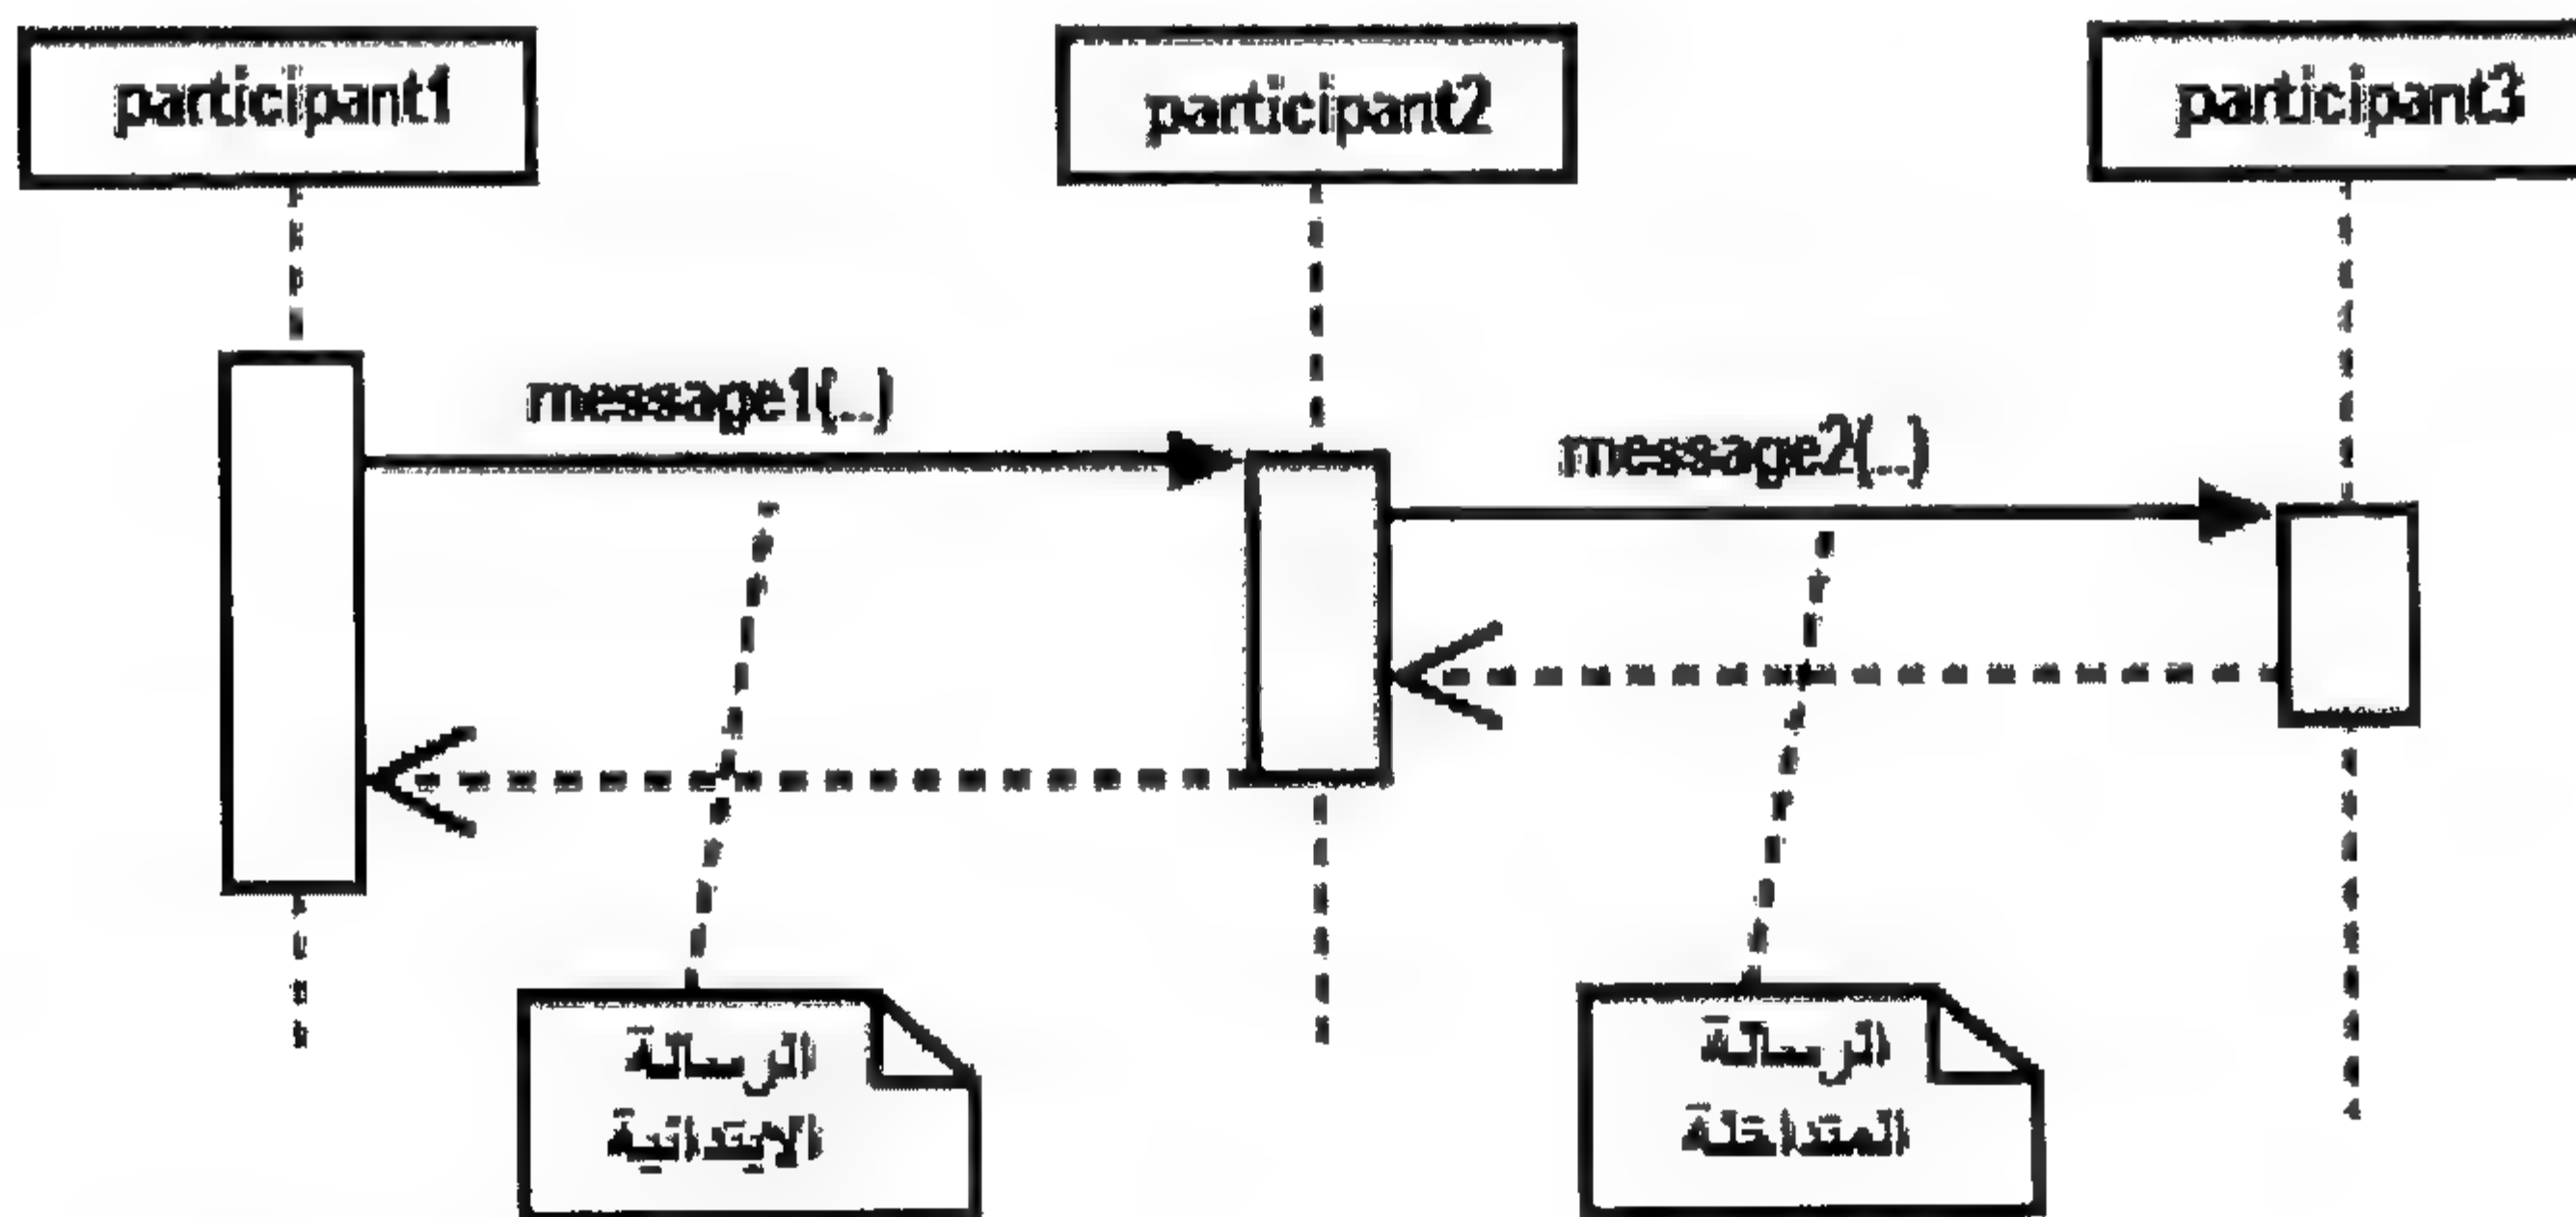 participant1
participant2
participant3
message1(...)
message2(...)
الرسالة
الابتدائية
الرسالة
المتداخلة